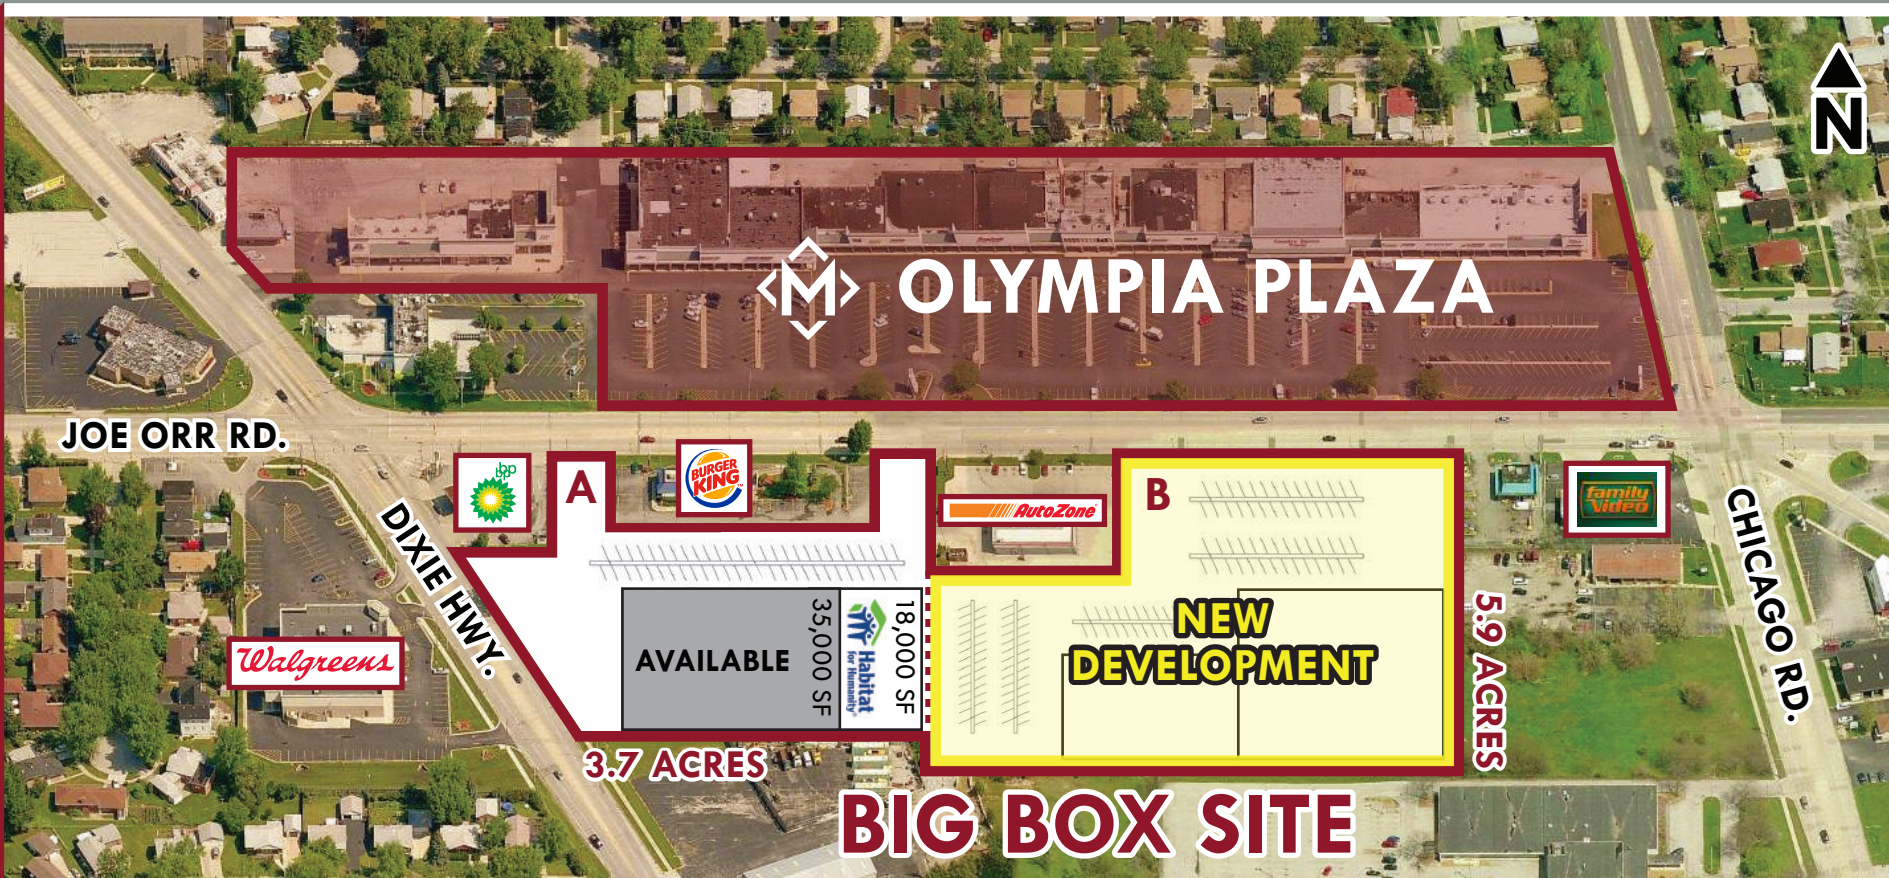 N
M OLYMPIA PLAZA
JOE ORR RD.
bp
A
BURGER
KING
AutoZone
B
family
Video
DIXIE HWY.
CHICAGO RD.
Walgreens
AVAILABLE
35,000 SF
Habitat
for Humanity®
18,000 SF
NEW
DEVELOPMENT
5.9 ACRES
3.7 ACRES
BIG BOX SITE